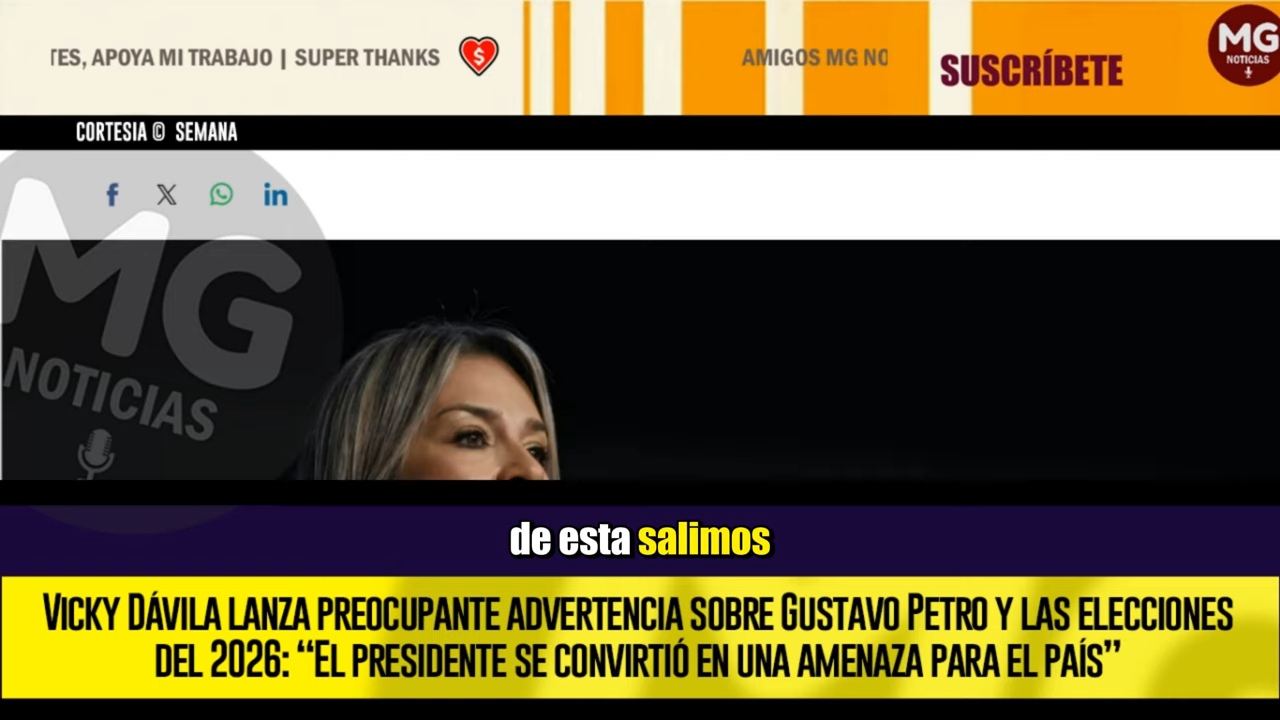 TES, APOYA MI TRABAJO | SUPER THANKS
AMIGOS MG NO
SUSCRÍBETE
MG
NOTICIAS
CORTESIA © SEMANA
MG
NOTICIAS
de esta salimos
VICKY DÁVILA LANZA PREOCUPANTE ADVERTENCIA SOBRE GUSTAVO PETRO Y LAS ELECCIONES
DEL 2026: “EL PRESIDENTE SE CONVIRTIÓ EN UNA AMENAZA PARA EL PAÍS”